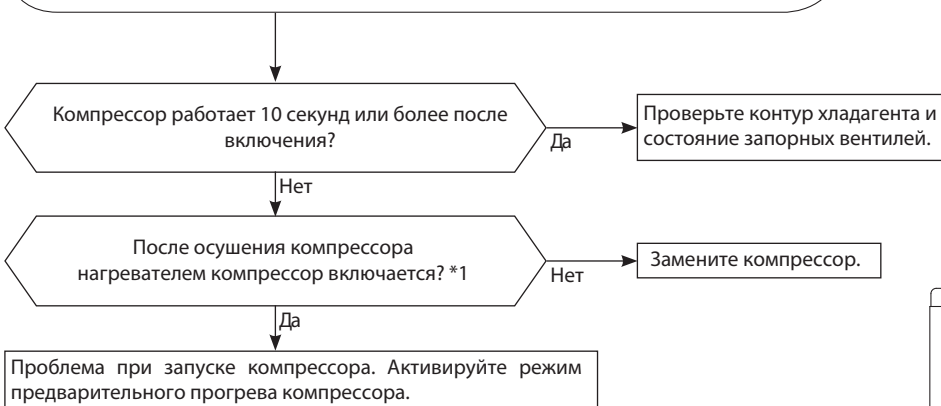 Компрессор работает 10 секунд или более после
включения?
Да
Проверьте контур хладагента и
состояние запорных вентилей.
Нет
После осушения компрессора
нагревателем компрессор включается? *1
Нет
Замените компрессор.
Да
Проблема при запуске компрессора. Активируйте режим
предварительного прогрева компрессора.